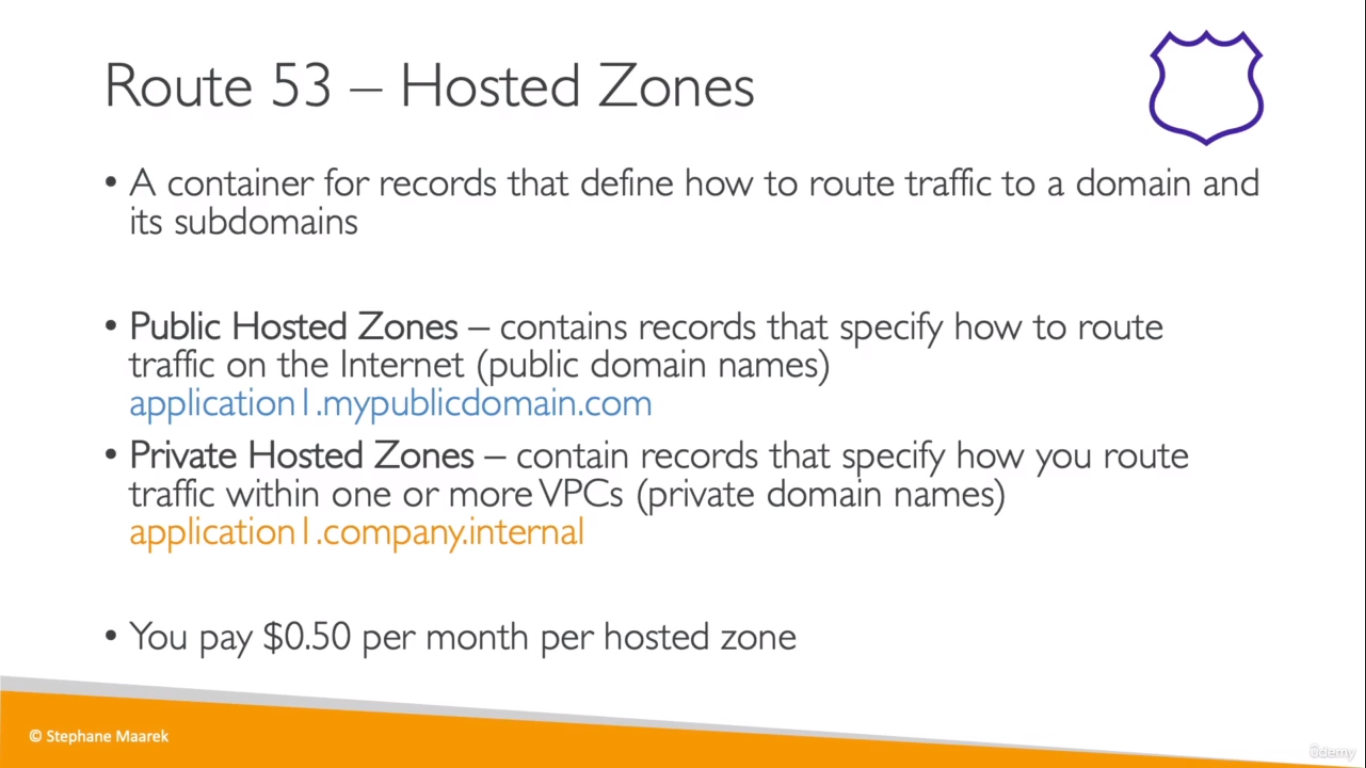 Route 53 – Hosted Zones
• A container for records that define how to route traffic to a domain and
its subdomains
• Public Hosted Zones – contains records that specify how to route
traffic on the Internet (public domain names)
application1.mypublicdomain.com
• Private Hosted Zones – contain records that specify how you route
traffic within one or more VPCs (private domain names)
application1.company.internal
• You pay $0.50 per month per hosted zone
© Stephane Maarek
ûdemy